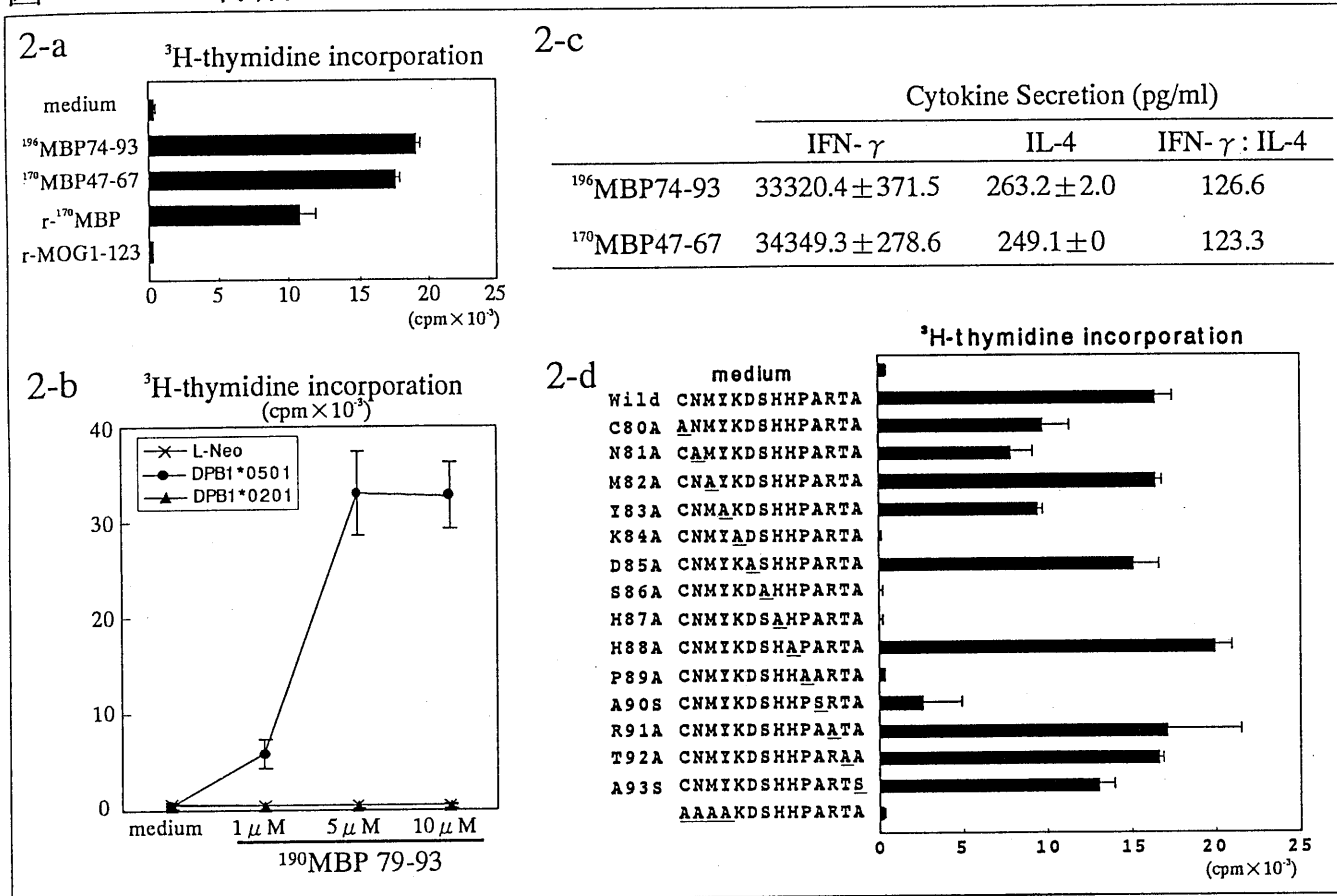 図
2-a
³H-thymidine incorporation
medium
¹⁹⁶MBP74-93
¹⁷⁰MBP47-67
r-¹⁷⁰MBP
r-MOG1-123
0 5 10 15 20 25
(cpm×10⁻³)
2-c
Cytokine Secretion (pg/ml)
IFN-γ IL-4 IFN-γ : IL-4
¹⁹⁶MBP74-93 33320.4±371.5 263.2±2.0 126.6
¹⁷⁰MBP47-67 34349.3±278.6 249.1±0 123.3
2-b
³H-thymidine incorporation
(cpm×10⁻³)
L-Neo
DPB1*0501
DPB1*0201
40
30
20
10
0
medium 1μM 5μM 10μM
¹⁹⁰MBP 79-93
2-d
³H-thymidine incorporation
medium
Wild CNMYKDSHHPARTA
C80A ANMYKDSHHPARTA
N81A CAMYKDSHHPARTA
M82A CNAYKDSHHPARTA
Y83A CNMAKDSHHPARTA
K84A CNMYADSHHPARTA
D85A CNMYKASHHPARTA
S86A CNMYKDAHHPARTA
H87A CNMYKDSAHPARTA
H88A CNMYKDSHAPARTA
P89A CNMYKDSHHAARTA
A90S CNMYKDSHHPSRTA
R91A CNMYKDSHHPAATA
T92A CNMYKDSHHPARAA
A93S CNMYKDSHHPARTS
AAAAKDSHHPARTA
0 5 10 15 20 25
(cpm×10⁻³)